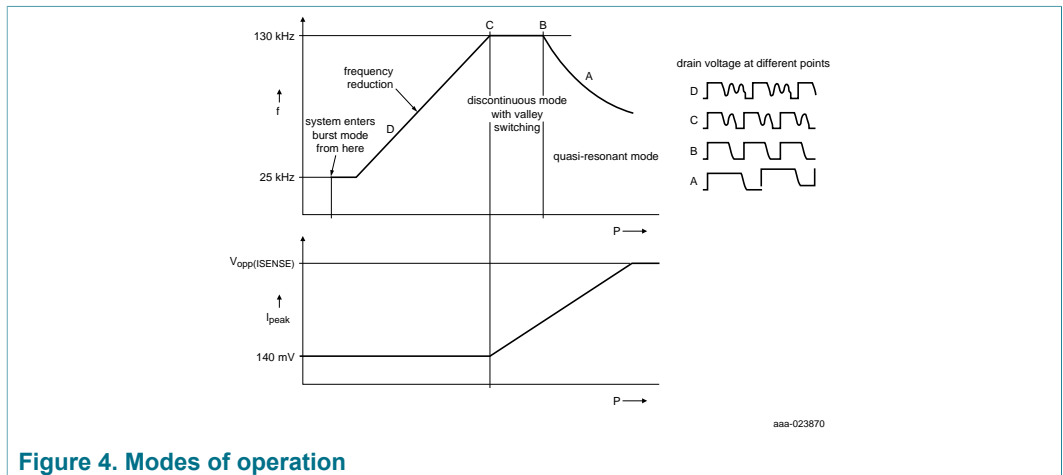 C
B
130 kHz
A
frequency
reduction
f
discontinuous mode
with valley
switching
system enters
burst mode
from here
D
quasi-resonant mode
25 kHz
P
drain voltage at different points
D
C
B
A
Vopp(ISENSE)
Ipeak
140 mV
P
aaa-023870
Figure 4. Modes of operation